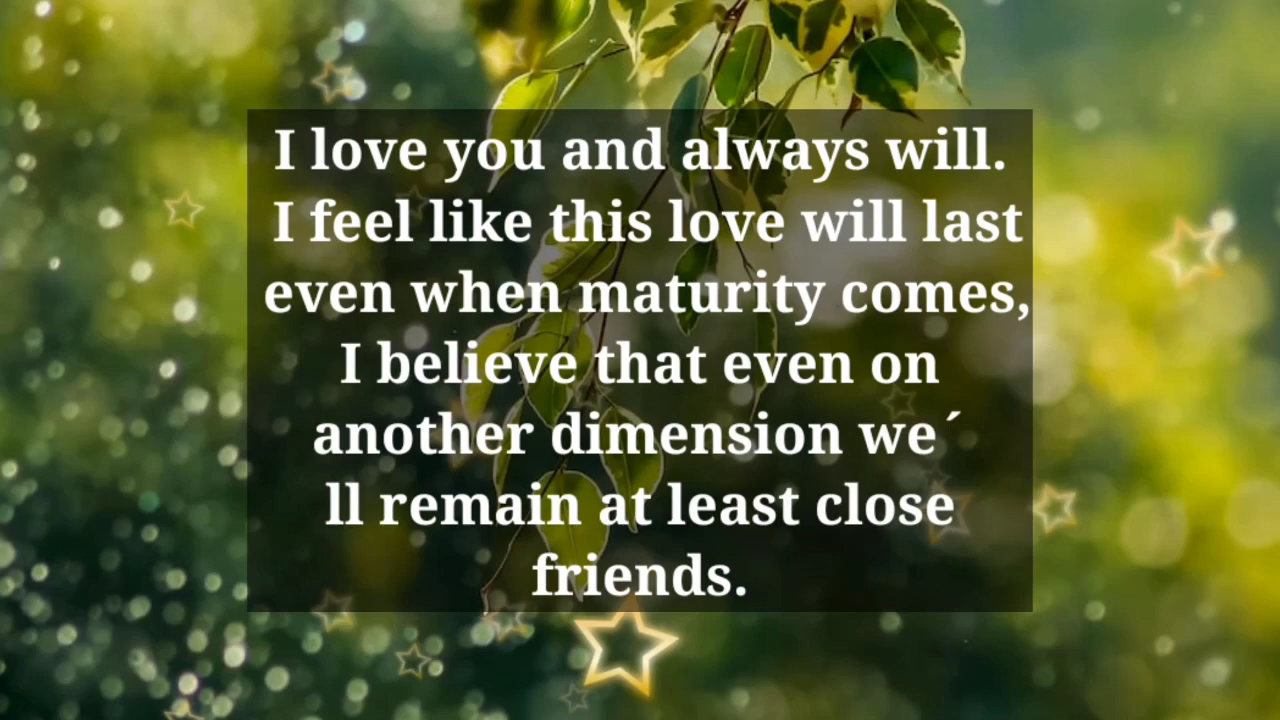 I love you and always will.
I feel like this love will last
even when maturity comes,
I believe that even on
another dimension we´
ll remain at least close
friends.